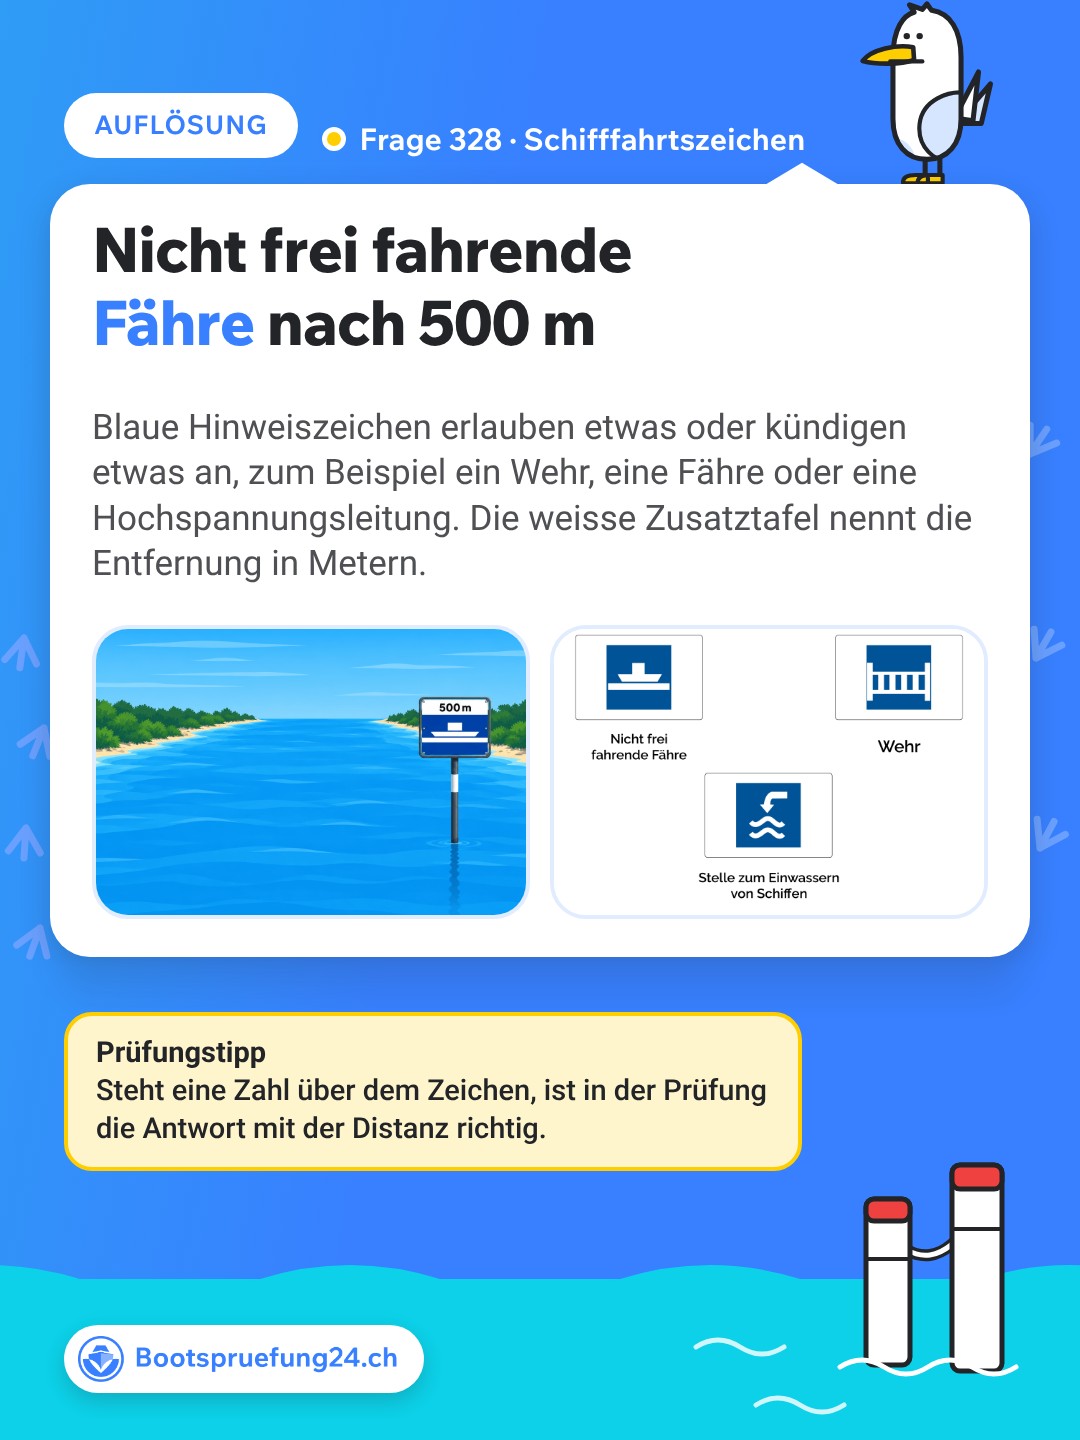 AUFLÖSUNG
Frage 328 · Schifffahrtszeichen
Nicht frei fahrende
Fähre nach 500 m
Blaue Hinweiszeichen erlauben etwas oder kündigen
etwas an, zum Beispiel ein Wehr, eine Fähre oder eine
Hochspannungsleitung. Die weisse Zusatztafel nennt die
Entfernung in Metern.
500 m
Nicht frei
fahrende Fähre
Wehr
Stelle zum Einwassern
von Schiffen
Prüfungstipp
Steht eine Zahl über dem Zeichen, ist in der Prüfung
die Antwort mit der Distanz richtig.
Bootspruefung24.ch